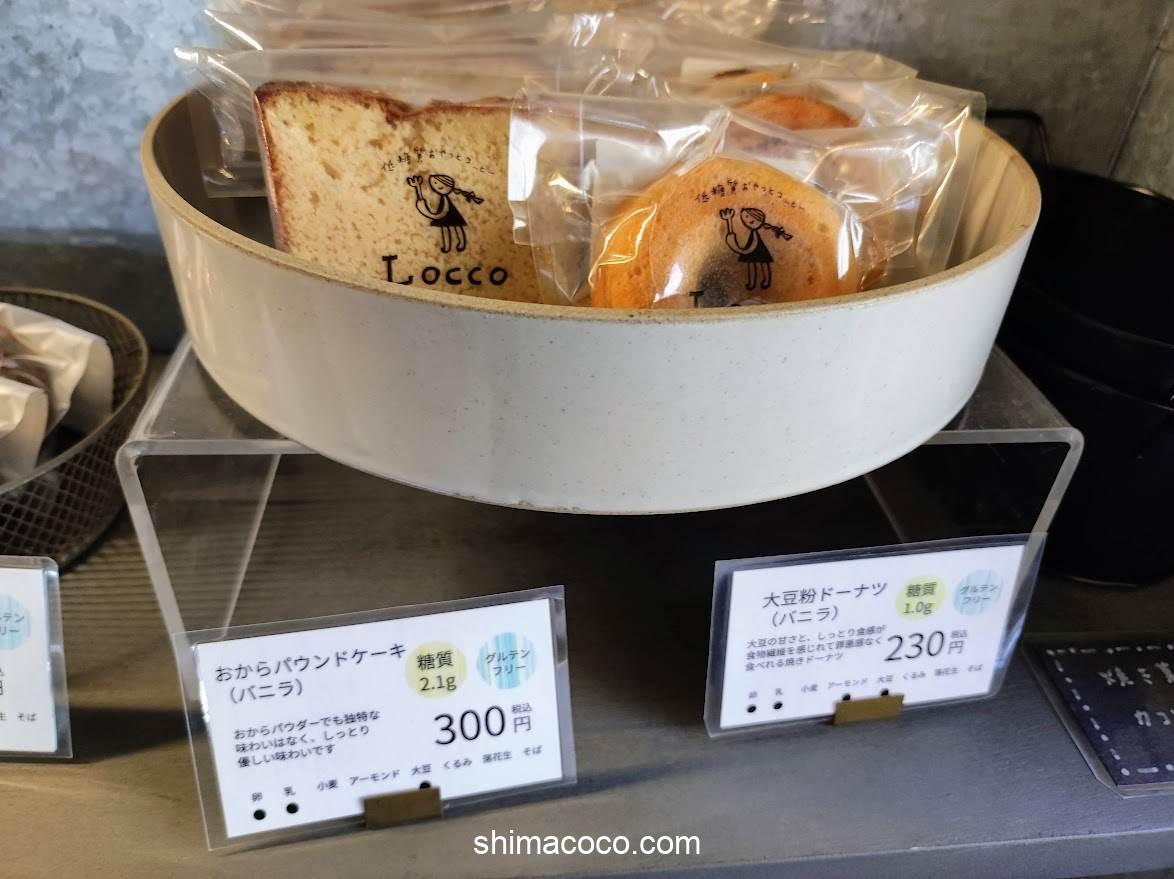 低糖質おやつとコーヒー
Locco
低糖質おやつとコーヒー
おからパウンドケーキ
(バニラ)
糖質
2.1g
グルテン
フリー
おからパウダーでも独特な
味わいはなく、しっとり
優しい味わいです
300 税込
円
卵 乳 小麦 アーモンド 大豆 くるみ 落花生 そば
大豆粉ドーナツ
(バニラ)
糖質
1.0g
グルテン
フリー
大豆の甘さと、しっとり食感が
食物繊維を感じれて罪悪感なく
食べれる焼きドーナツ
230 税込
円
卵 乳 小麦 アーモンド 大豆 くるみ 落花生 そば
フリー
円
そば
shimacoco.com